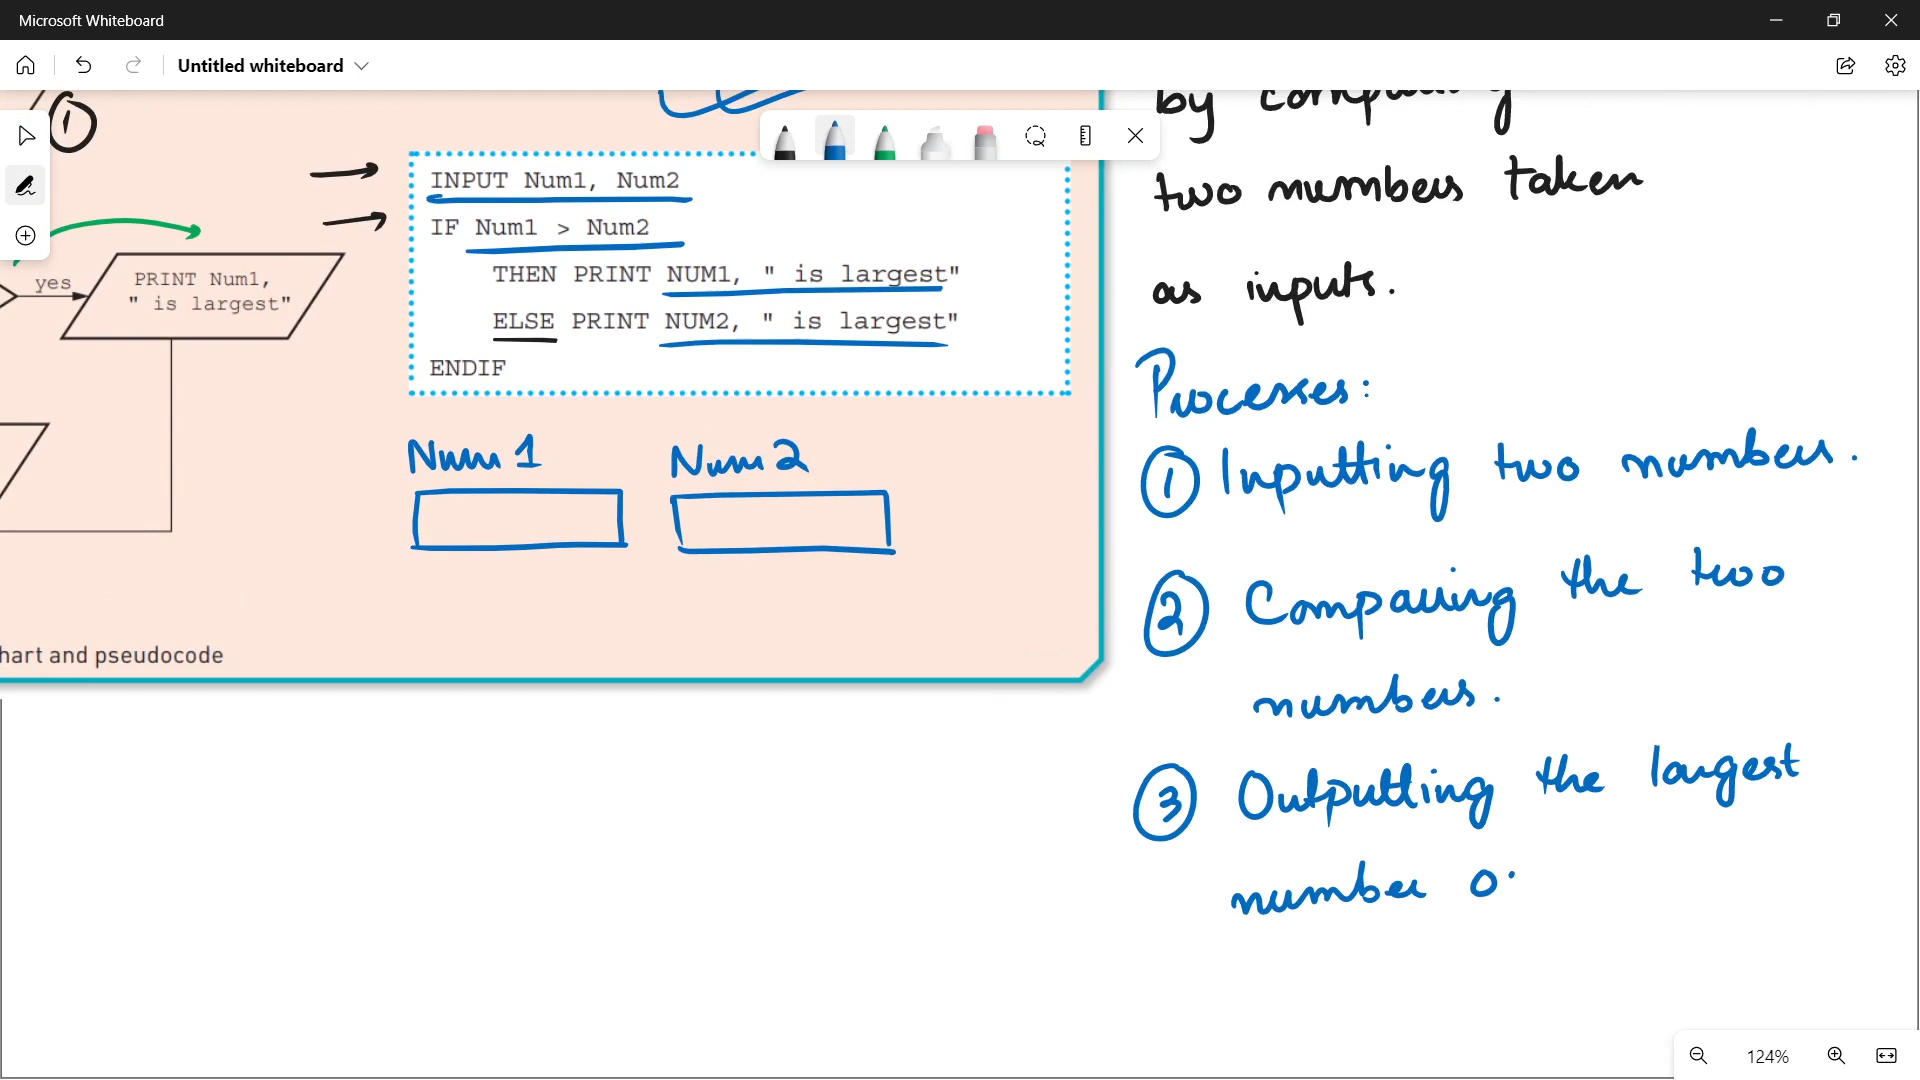 Microsoft Whiteboard
Untitled whiteboard
1
INPUT Num1, Num2
IF Num1 > Num2
THEN PRINT NUM1, " is largest"
ELSE PRINT NUM2, " is largest"
ENDIF
yes
PRINT Num1,
" is largest"
Num 1 Num 2
hart and pseudocode
by
two numbers taken
as inputs.
Processes:
1 Inputting two numbers.
2 Comparing the two
numbers.
3 Outputting the largest
number o
124%